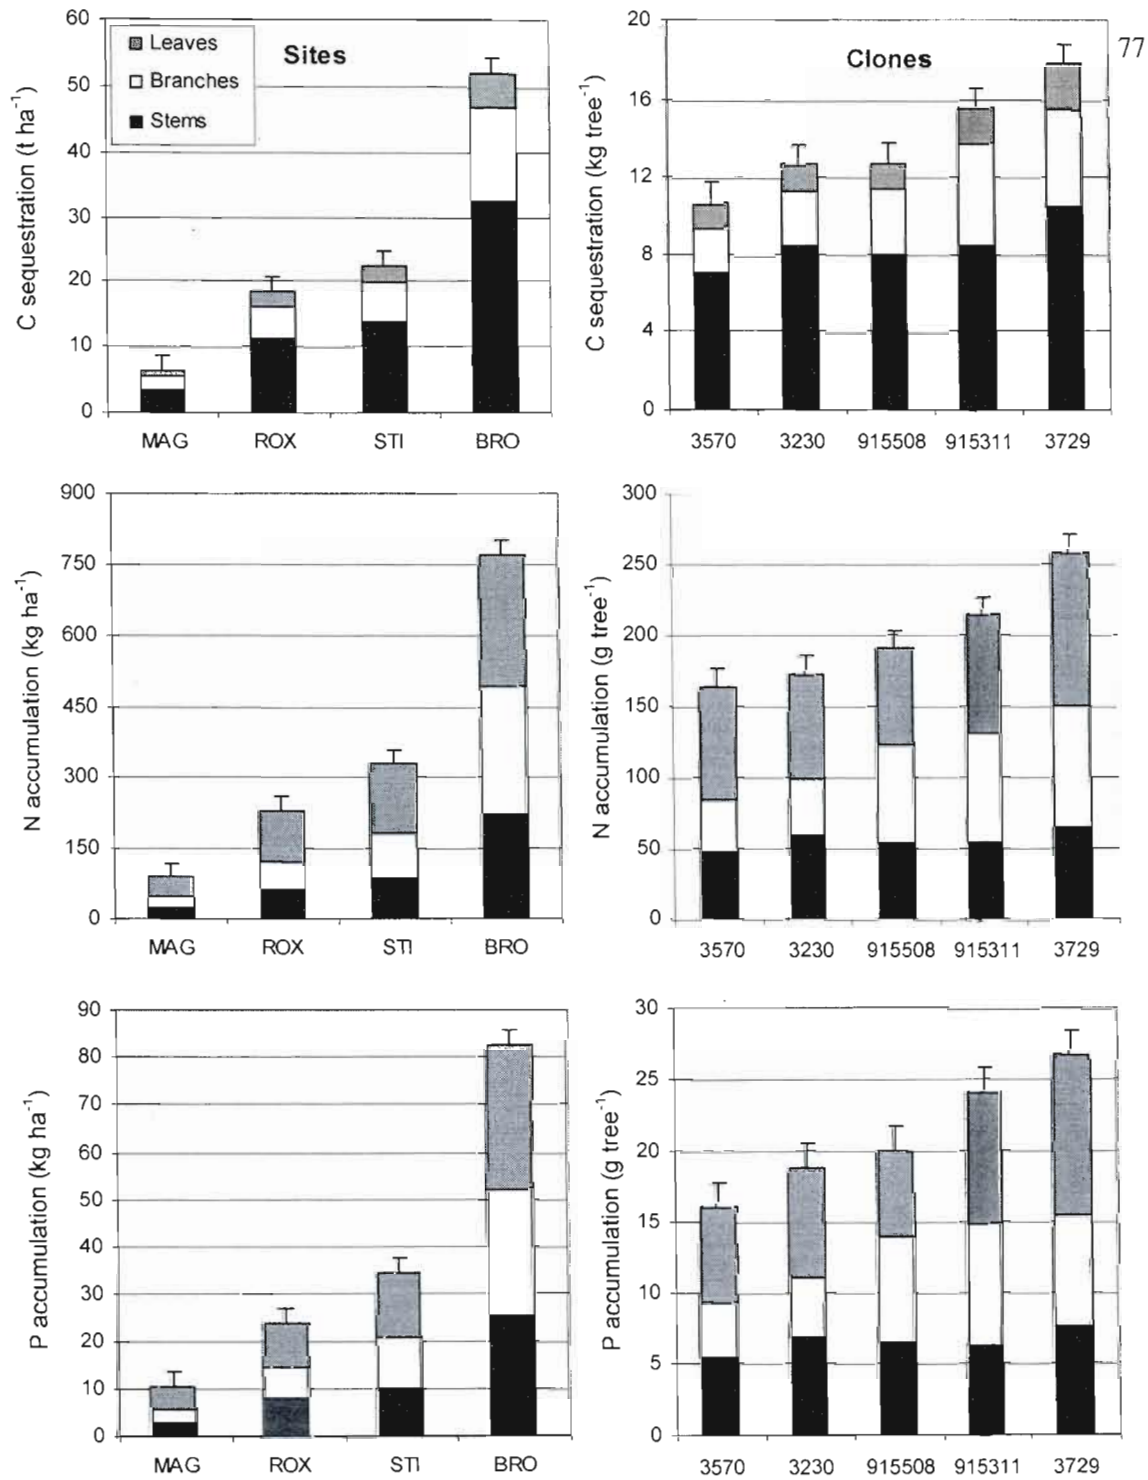 77
Sites
Leaves
Branches
Stems
C sequestration (t ha⁻¹)
60
50
40
30
20
10
0
MAG ROX STI BRO
Clones
C sequestration (kg tree⁻¹)
20
16
12
8
4
0
3570 3230 915508 915311 3729
N accumulation (kg ha⁻¹)
900
750
600
450
300
150
0
MAG ROX STI BRO
N accumulation (g tree⁻¹)
300
250
200
150
100
50
0
3570 3230 915508 915311 3729
P accumulation (kg ha⁻¹)
90
80
70
60
50
40
30
20
10
0
MAG ROX STI BRO
P accumulation (g tree⁻¹)
30
25
20
15
10
5
0
3570 3230 915508 915311 3729